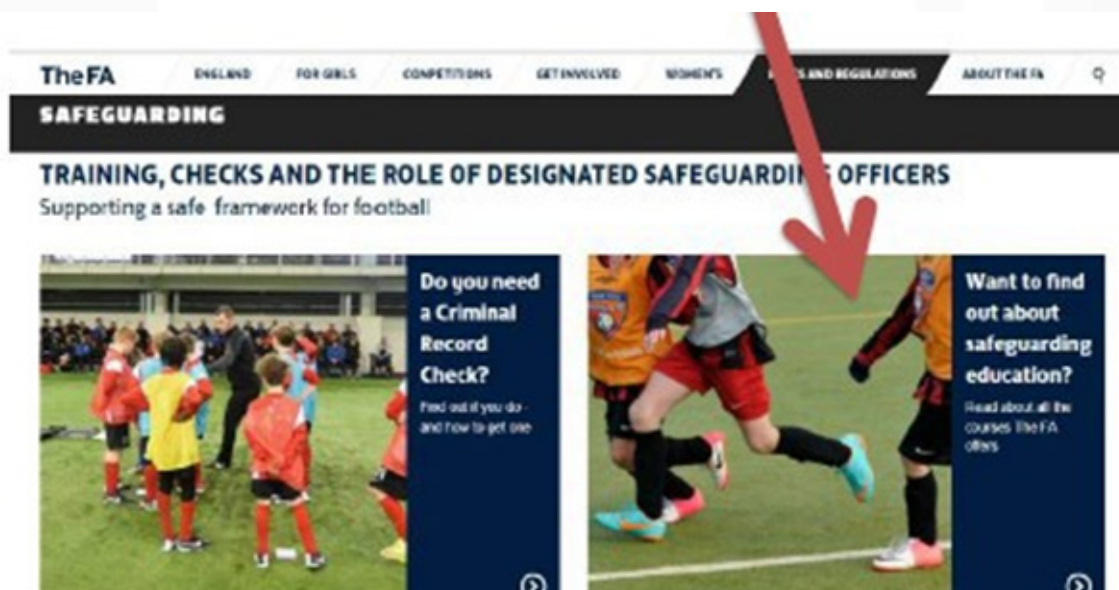 TheFA
ENGLAND
FOR GIRLS
COMPETITIONS
GET INVOLVED
WOMEN'S
S AND REGULATIONS
ABOUT THE FA
SAFEGUARDING
TRAINING, CHECKS AND THE ROLE OF DESIGNATED SAFEGUARDIN OFFICERS
Supporting a safe framework for football
Do you need
a Criminal
Record
Check?
Find out if you do -
and how to get one
Want to find
out about
safeguarding
education?
Read about all the
courses The FA
offers